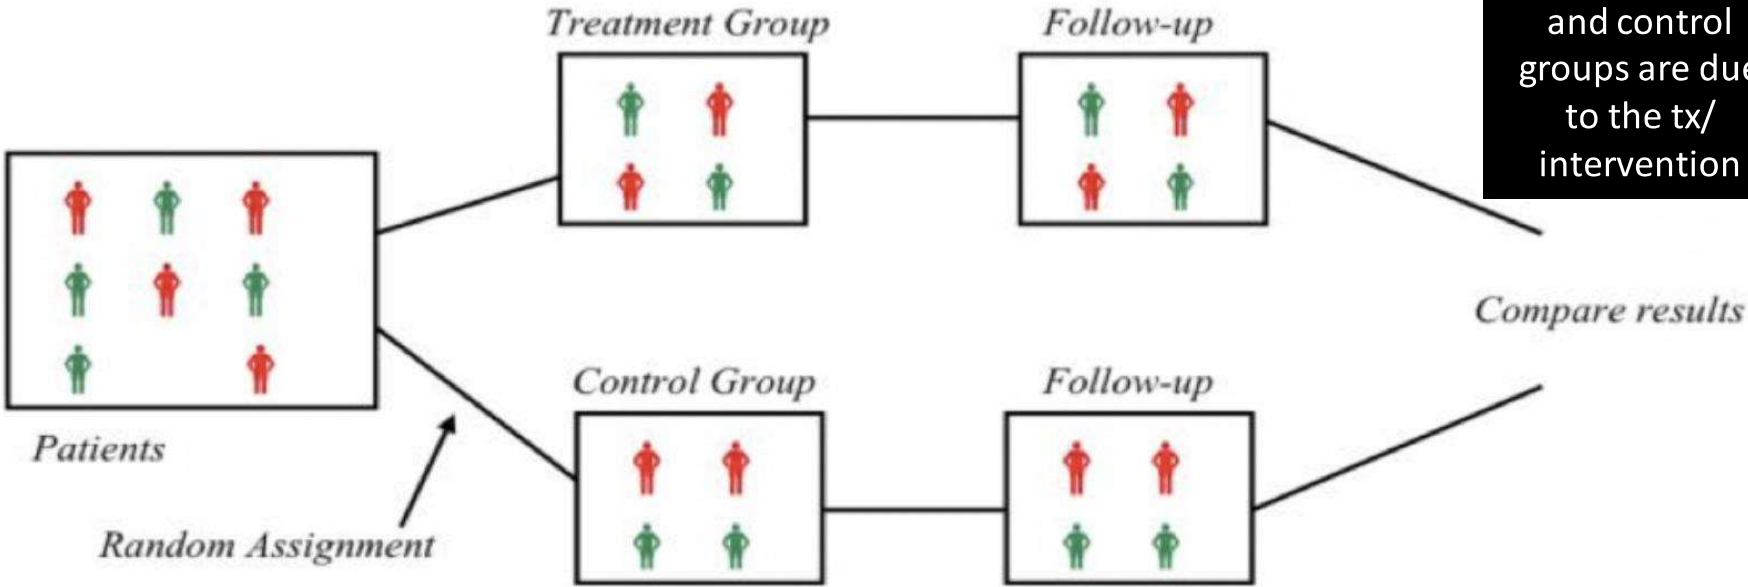 Treatment Group
Follow-up
and control
groups are due
to the tx/
intervention
Compare results
Patients
Random Assignment
Control Group
Follow-up